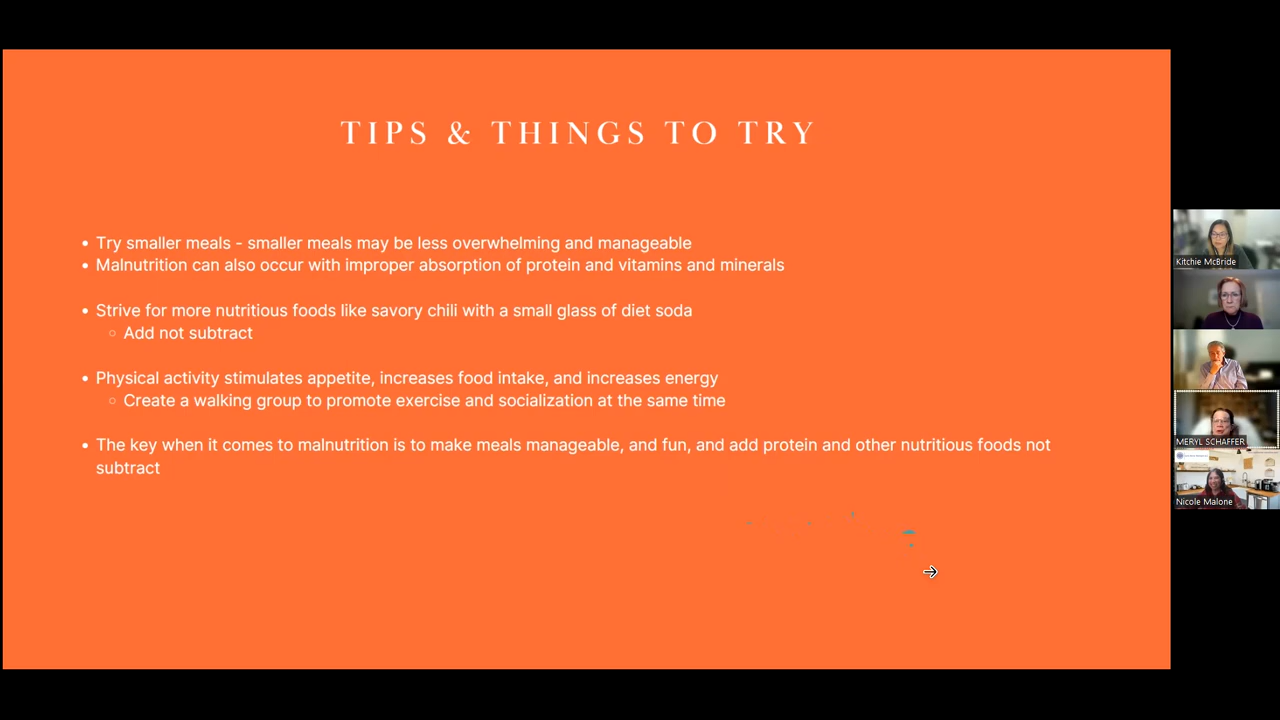 TIPS & THINGS TO TRY
• Try smaller meals - smaller meals may be less overwhelming and manageable
• Malnutrition can also occur with improper absorption of protein and vitamins and minerals
• Strive for more nutritious foods like savory chili with a small glass of diet soda
○ Add not subtract
• Physical activity stimulates appetite, increases food intake, and increases energy
○ Create a walking group to promote exercise and socialization at the same time
• The key when it comes to malnutrition is to make meals manageable, and fun, and add protein and other nutritious foods not
subtract
Kitchie McBride
MERYL SCHAFFER
Nicole Malone